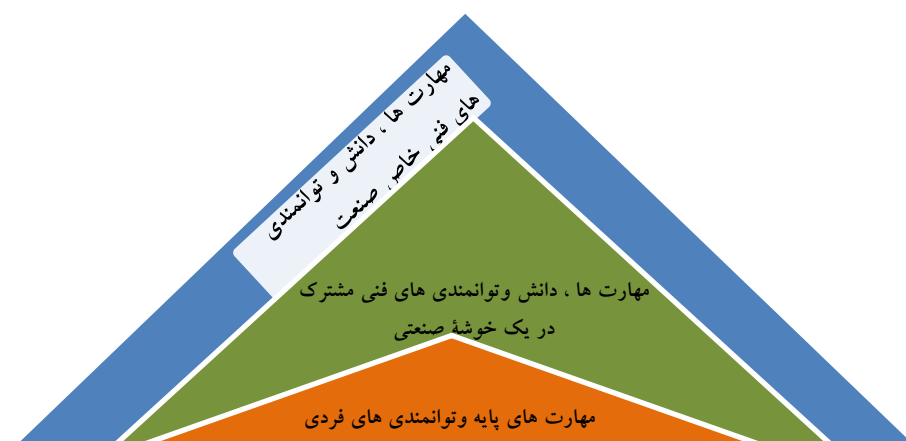 مهارت ها ، دانش و توانمندی
های فنی خاص صنعت
مهارت ها ، دانش وتوانمندی های فنی مشترک
در یک خوشۀ صنعتی
مهارت های پایه وتوانمندی های فردی